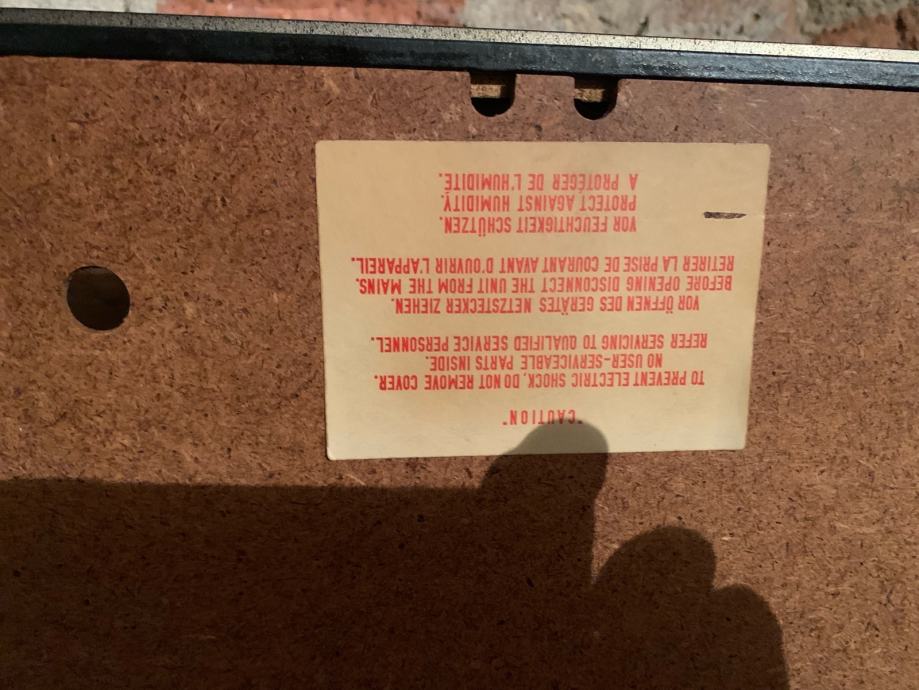 "CAUTION"
TO PREVENT ELECTRIC SHOCK, DO NOT REMOVE COVER.
NO USER-SERVICEABLE PARTS INSIDE.
REFER SERVICING TO QUALIFIED SERVICE PERSONNEL.
VOR ÖFFNEN DES GERÄTES NETZSTECKER ZIEHEN.
BEFORE OPENING DISCONNECT THE UNIT FROM THE MAINS.
RETIRER LA PRISE DE COURANT AVANT D'OUVRIR L'APPAREIL.
VOR FEUCHTIGKEIT SCHÜTZEN.
PROTECT AGAINST HUMIDITY.
A PROTÉGER DE L'HUMIDITÉ.